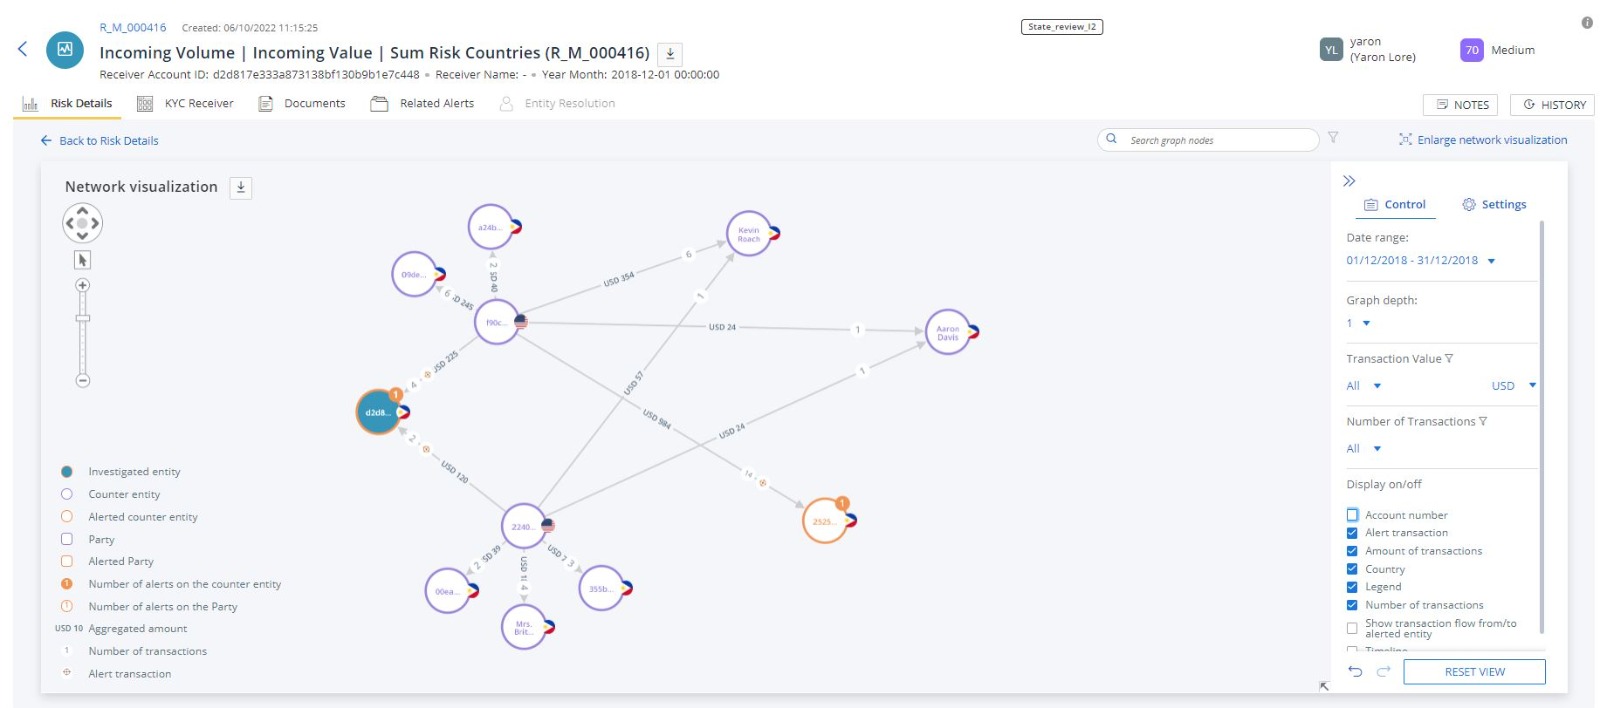 R_M_000416 Created: 06/10/2022 11:15:25
State_review_l2
Incoming Volume | Incoming Value | Sum Risk Countries (R_M_000416)
Receiver Account ID: d2d817e333a873138bf130b9b1e7c448 • Receiver Name: - • Year Month: 2018-12-01 00:00:00
YL yaron
(Yaron Lore)
70 Medium
Risk Details KYC Receiver Documents Related Alerts Entity Resolution
NOTES HISTORY
Back to Risk Details
Search graph nodes
Enlarge network visualization
Network visualization
a24b...
Kevin
Roach
09de...
2 SD 40
6
USD 354
6 D 245
f90c...
1
USD 24
1
Aaron
Davis
4 USD 225
USD 57
1
d2d8...
1
USD 984
USD 24
2
USD 120
14
1
2525...
2240...
2 SD 39
USD 1 4
USD 2 3
00ea...
355b...
Mrs.
Brit...
Investigated entity
Counter entity
Alerted counter entity
Party
Alerted Party
1 Number of alerts on the counter entity
1 Number of alerts on the Party
USD 10 Aggregated amount
1 Number of transactions
Alert transaction
Control Settings
Date range:
01/12/2018 - 31/12/2018
Graph depth:
1
Transaction Value
All USD
Number of Transactions
All
Display on/off
Account number
Alert transaction
Amount of transactions
Country
Legend
Number of transactions
Show transaction flow from/to
alerted entity
Timeline
RESET VIEW